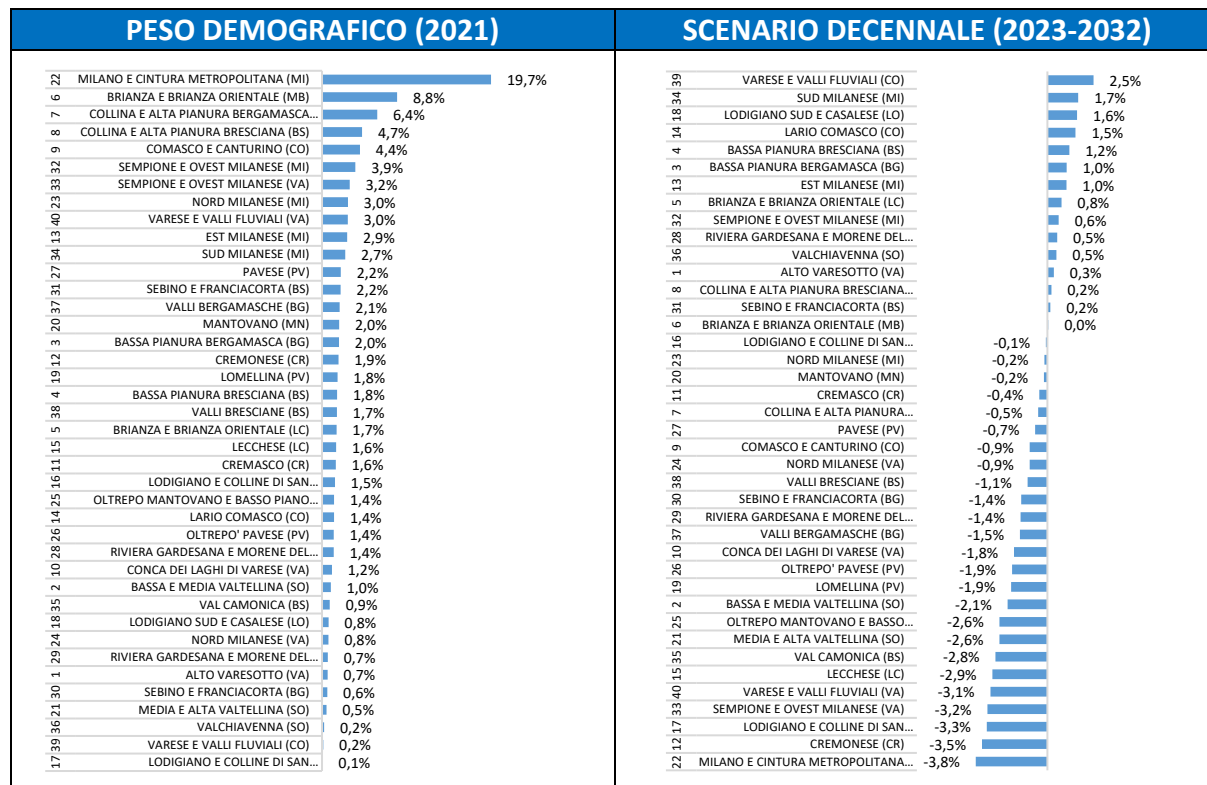 PESO DEMOGRAFICO (2021)
22 MILANO E CINTURA METROPOLITANA (MI) 19,7%
6 BRIANZA E BRIANZA ORIENTALE (MB) 8,8%
7 COLLINA E ALTA PIANURA BERGAMASCA... 6,4%
8 COLLINA E ALTA PIANURA BRESCIANA (BS) 4,7%
9 COMASCO E CANTURINO (CO) 4,4%
32 SEMPIONE E OVEST MILANESE (MI) 3,9%
33 SEMPIONE E OVEST MILANESE (VA) 3,2%
23 NORD MILANESE (MI) 3,0%
40 VARESE E VALLI FLUVIALI (VA) 3,0%
13 EST MILANESE (MI) 2,9%
34 SUD MILANESE (MI) 2,7%
27 PAVESE (PV) 2,2%
31 SEBINO E FRANCIACORTA (BS) 2,2%
37 VALLI BERGAMASCHE (BG) 2,1%
20 MANTOVANO (MN) 2,0%
3 BASSA PIANURA BERGAMASCA (BG) 2,0%
12 CREMONESE (CR) 1,9%
19 LOMELLINA (PV) 1,8%
4 BASSA PIANURA BRESCIANA (BS) 1,8%
38 VALLI BRESCIANE (BS) 1,7%
5 BRIANZA E BRIANZA ORIENTALE (LC) 1,7%
15 LECCHESE (LC) 1,6%
11 CREMASCO (CR) 1,6%
16 LODIGIANO E COLLINE DI SAN... 1,5%
25 OLTREPO MANTOVANO E BASSO PIANO... 1,4%
14 LARIO COMASCO (CO) 1,4%
26 OLTREPO' PAVESE (PV) 1,4%
28 RIVIERA GARDESANA E MORENE DEL... 1,4%
10 CONCA DEI LAGHI DI VARESE (VA) 1,2%
2 BASSA E MEDIA VALTELLINA (SO) 1,0%
35 VAL CAMONICA (BS) 0,9%
18 LODIGIANO SUD E CASALESE (LO) 0,8%
24 NORD MILANESE (VA) 0,8%
29 RIVIERA GARDESANA E MORENE DEL... 0,7%
1 ALTO VARESOTTO (VA) 0,7%
30 SEBINO E FRANCIACORTA (BG) 0,6%
21 MEDIA E ALTA VALTELLINA (SO) 0,5%
36 VALCHIAVENNA (SO) 0,2%
39 VARESE E VALLI FLUVIALI (CO) 0,2%
17 LODIGIANO E COLLINE DI SAN... 0,1%
SCENARIO DECENNALE (2023-2032)
39 VARESE E VALLI FLUVIALI (CO) 2,5%
34 SUD MILANESE (MI) 1,7%
18 LODIGIANO SUD E CASALESE (LO) 1,6%
14 LARIO COMASCO (CO) 1,5%
4 BASSA PIANURA BRESCIANA (BS) 1,2%
3 BASSA PIANURA BERGAMASCA (BG) 1,0%
13 EST MILANESE (MI) 1,0%
5 BRIANZA E BRIANZA ORIENTALE (LC) 0,8%
32 SEMPIONE E OVEST MILANESE (MI) 0,6%
28 RIVIERA GARDESANA E MORENE DEL... 0,5%
36 VALCHIAVENNA (SO) 0,5%
1 ALTO VARESOTTO (VA) 0,3%
8 COLLINA E ALTA PIANURA BRESCIANA... 0,2%
31 SEBINO E FRANCIACORTA (BS) 0,2%
6 BRIANZA E BRIANZA ORIENTALE (MB) 0,0%
16 LODIGIANO E COLLINE DI SAN... -0,1%
23 NORD MILANESE (MI) -0,2%
20 MANTOVANO (MN) -0,2%
11 CREMASCO (CR) -0,4%
7 COLLINA E ALTA PIANURA... -0,5%
27 PAVESE (PV) -0,7%
9 COMASCO E CANTURINO (CO) -0,9%
24 NORD MILANESE (VA) -0,9%
38 VALLI BRESCIANE (BS) -1,1%
30 SEBINO E FRANCIACORTA (BG) -1,4%
29 RIVIERA GARDESANA E MORENE DEL... -1,4%
37 VALLI BERGAMASCHE (BG) -1,5%
10 CONCA DEI LAGHI DI VARESE (VA) -1,8%
26 OLTREPO' PAVESE (PV) -1,9%
19 LOMELLINA (PV) -1,9%
2 BASSA E MEDIA VALTELLINA (SO) -2,1%
25 OLTREPO MANTOVANO E BASSO... -2,6%
21 MEDIA E ALTA VALTELLINA (SO) -2,6%
35 VAL CAMONICA (BS) -2,8%
15 LECCHESE (LC) -2,9%
40 VARESE E VALLI FLUVIALI (VA) -3,1%
33 SEMPIONE E OVEST MILANESE (VA) -3,2%
17 LODIGIANO E COLLINE DI SAN... -3,3%
12 CREMONESE (CR) -3,5%
22 MILANO E CINTURA METROPOLITANA... -3,8%